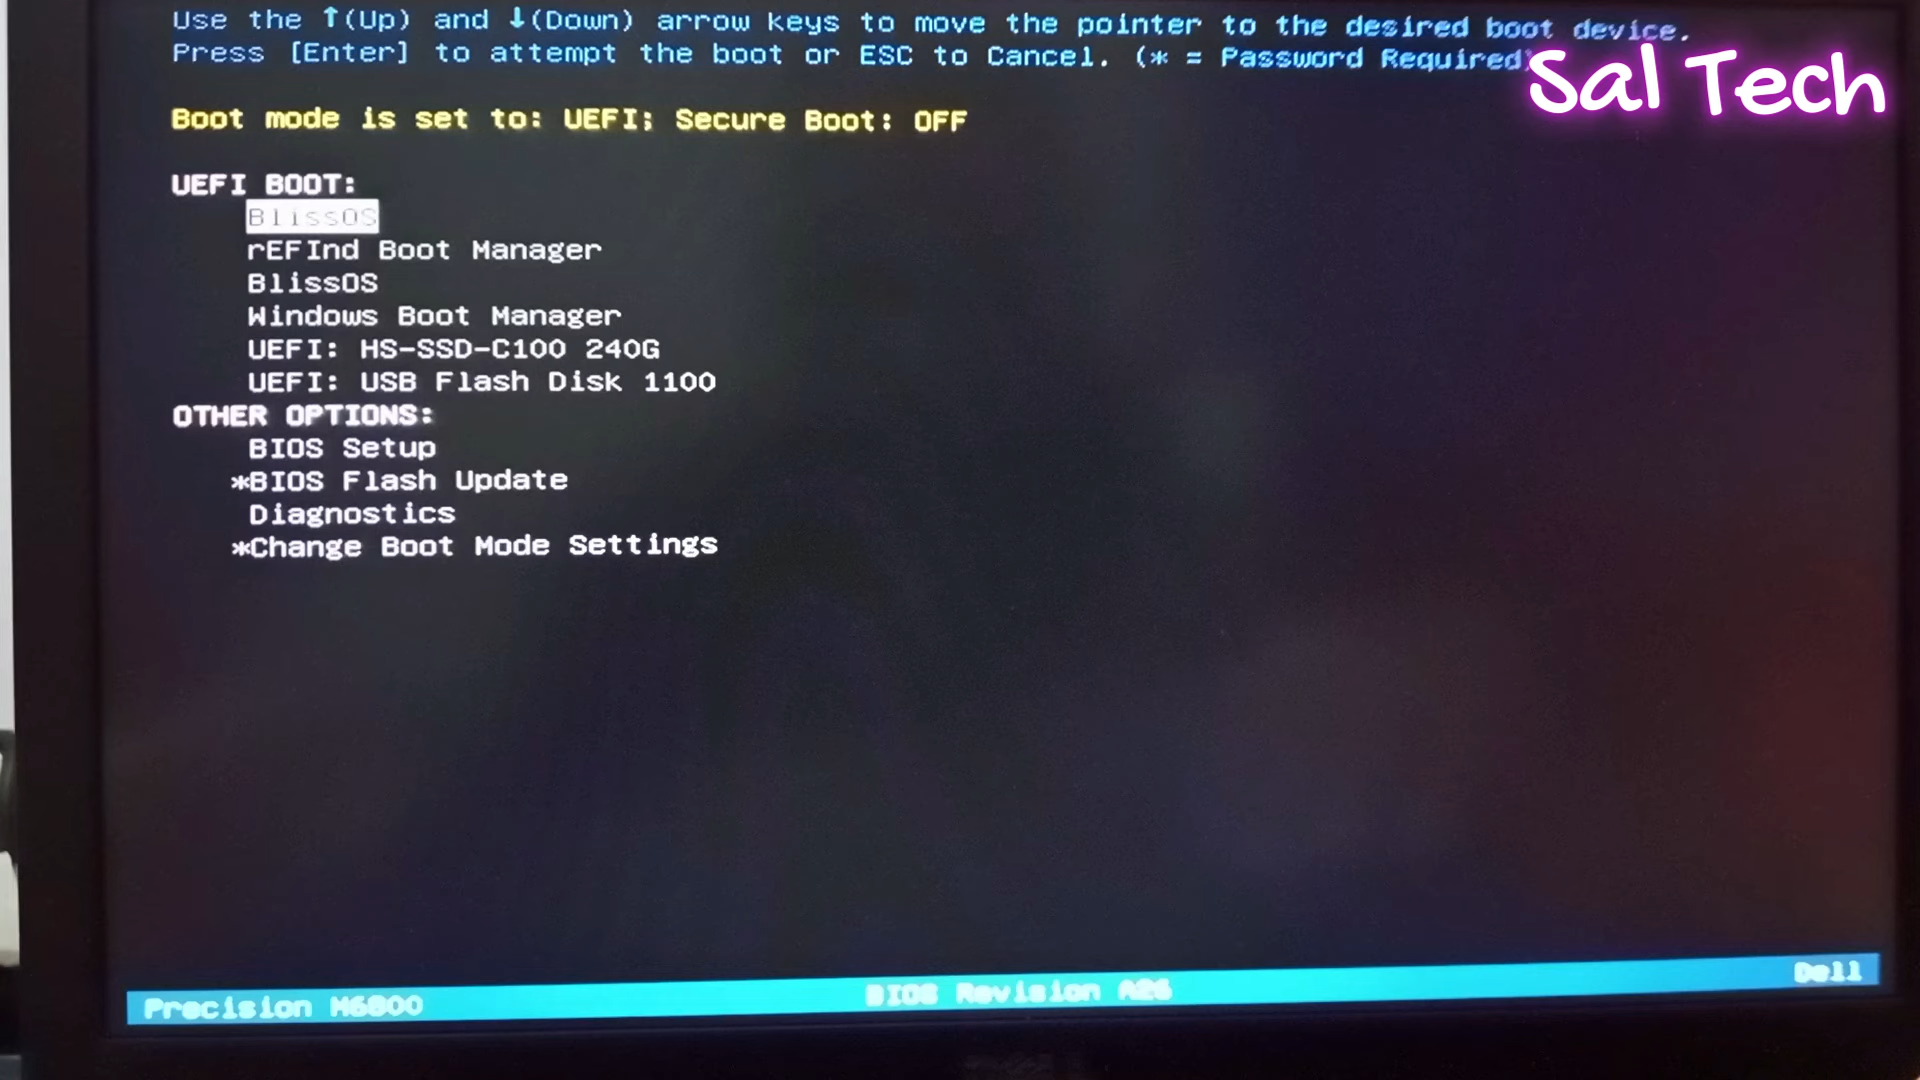 Use the ↑(Up) and ↓(Down) arrow keys to move the pointer to the desired boot device.
Press [Enter] to attempt the boot or ESC to Cancel. (* = Password Required)
Sal Tech
Boot mode is set to: UEFI; Secure Boot: OFF
UEFI BOOT:
BlissOS
rEFInd Boot Manager
BlissOS
Windows Boot Manager
UEFI: HS-SSD-C100 240G
UEFI: USB Flash Disk 1100
OTHER OPTIONS:
BIOS Setup
*BIOS Flash Update
Diagnostics
*Change Boot Mode Settings
Precision M6800 BIOS Revision A26 Dell